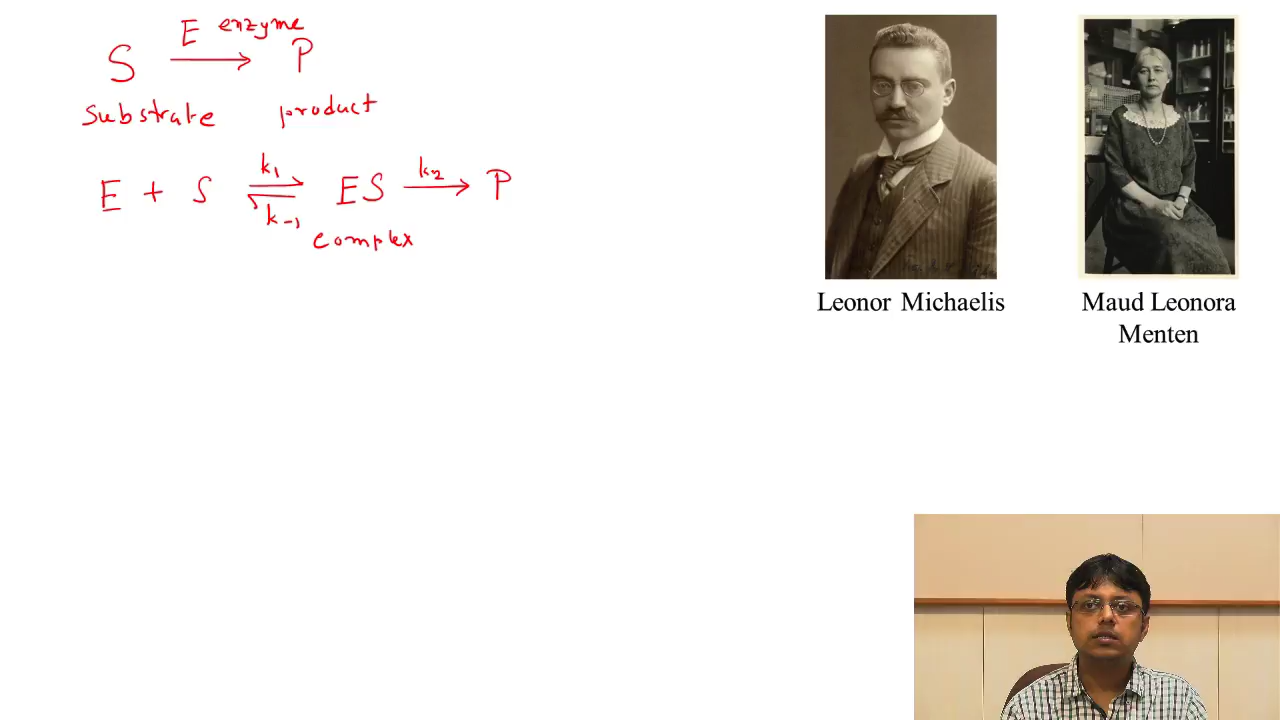 E enzyme
S ⟶ P
substrate product
k₁ k₂
E + S ⇌ ES ⟶ P
k₋₁
complex
Leonor Michaelis
Maud Leonora
Menten